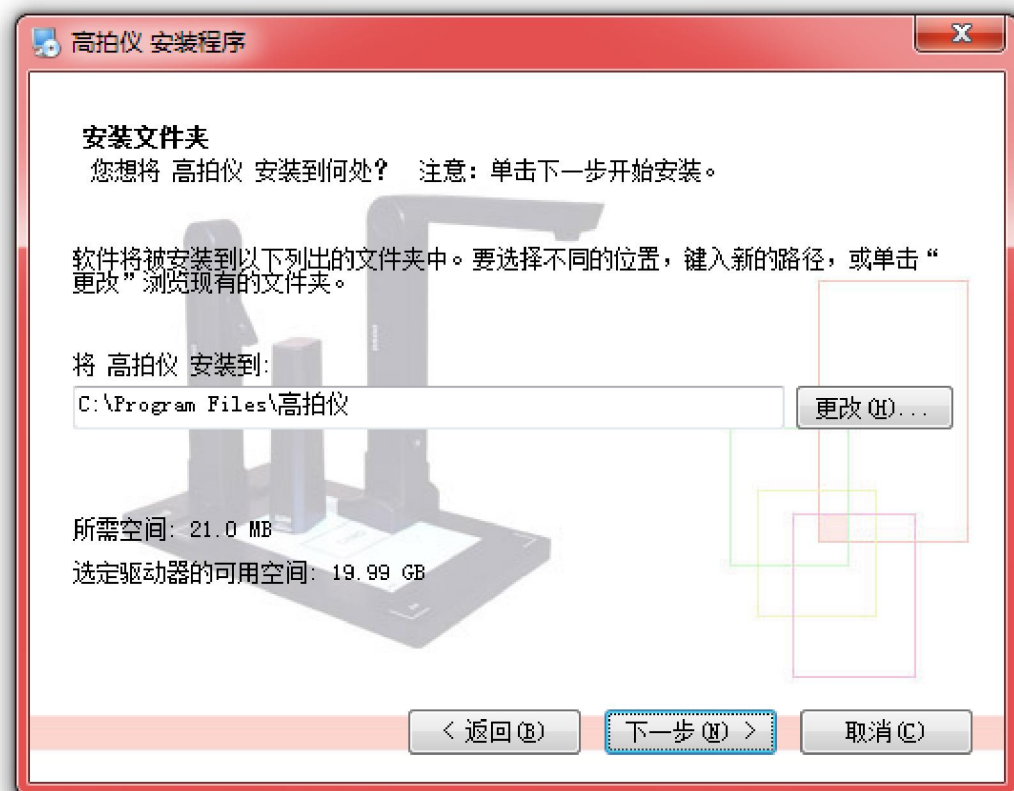 高拍仪 安装程序
安装文件夹
您想将 高拍仪 安装到何处? 注意: 单击下一步开始安装。
软件将被安装到以下列出的文件夹中。要选择不同的位置，键入新的路径，或单击“
更改”浏览现有的文件夹。
将 高拍仪 安装到:
C:\Program Files\高拍仪
更改(H)...
所需空间: 21.0 MB
选定驱动器的可用空间: 19.99 GB
< 返回(B)
下一步(N) >
取消(C)